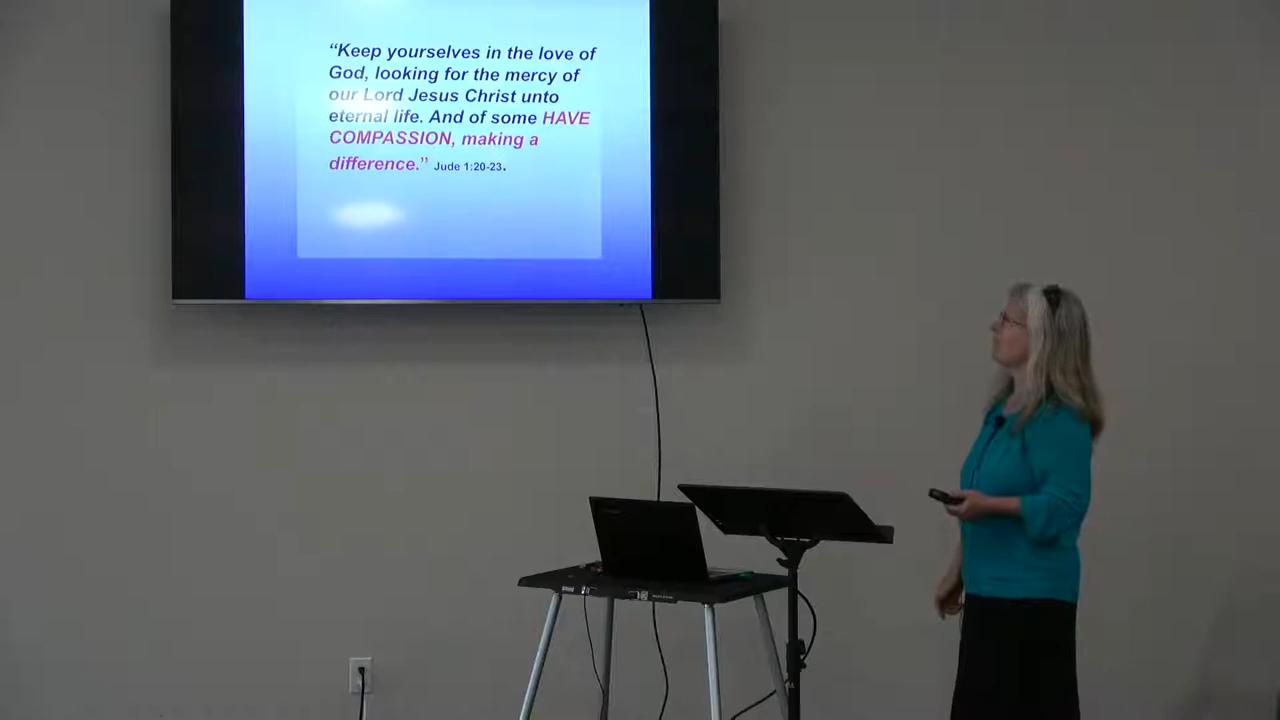 “Keep yourselves in the love of
God, looking for the mercy of
our Lord Jesus Christ unto
eternal life. And of some HAVE
COMPASSION, making a
difference.” Jude 1:20-23.